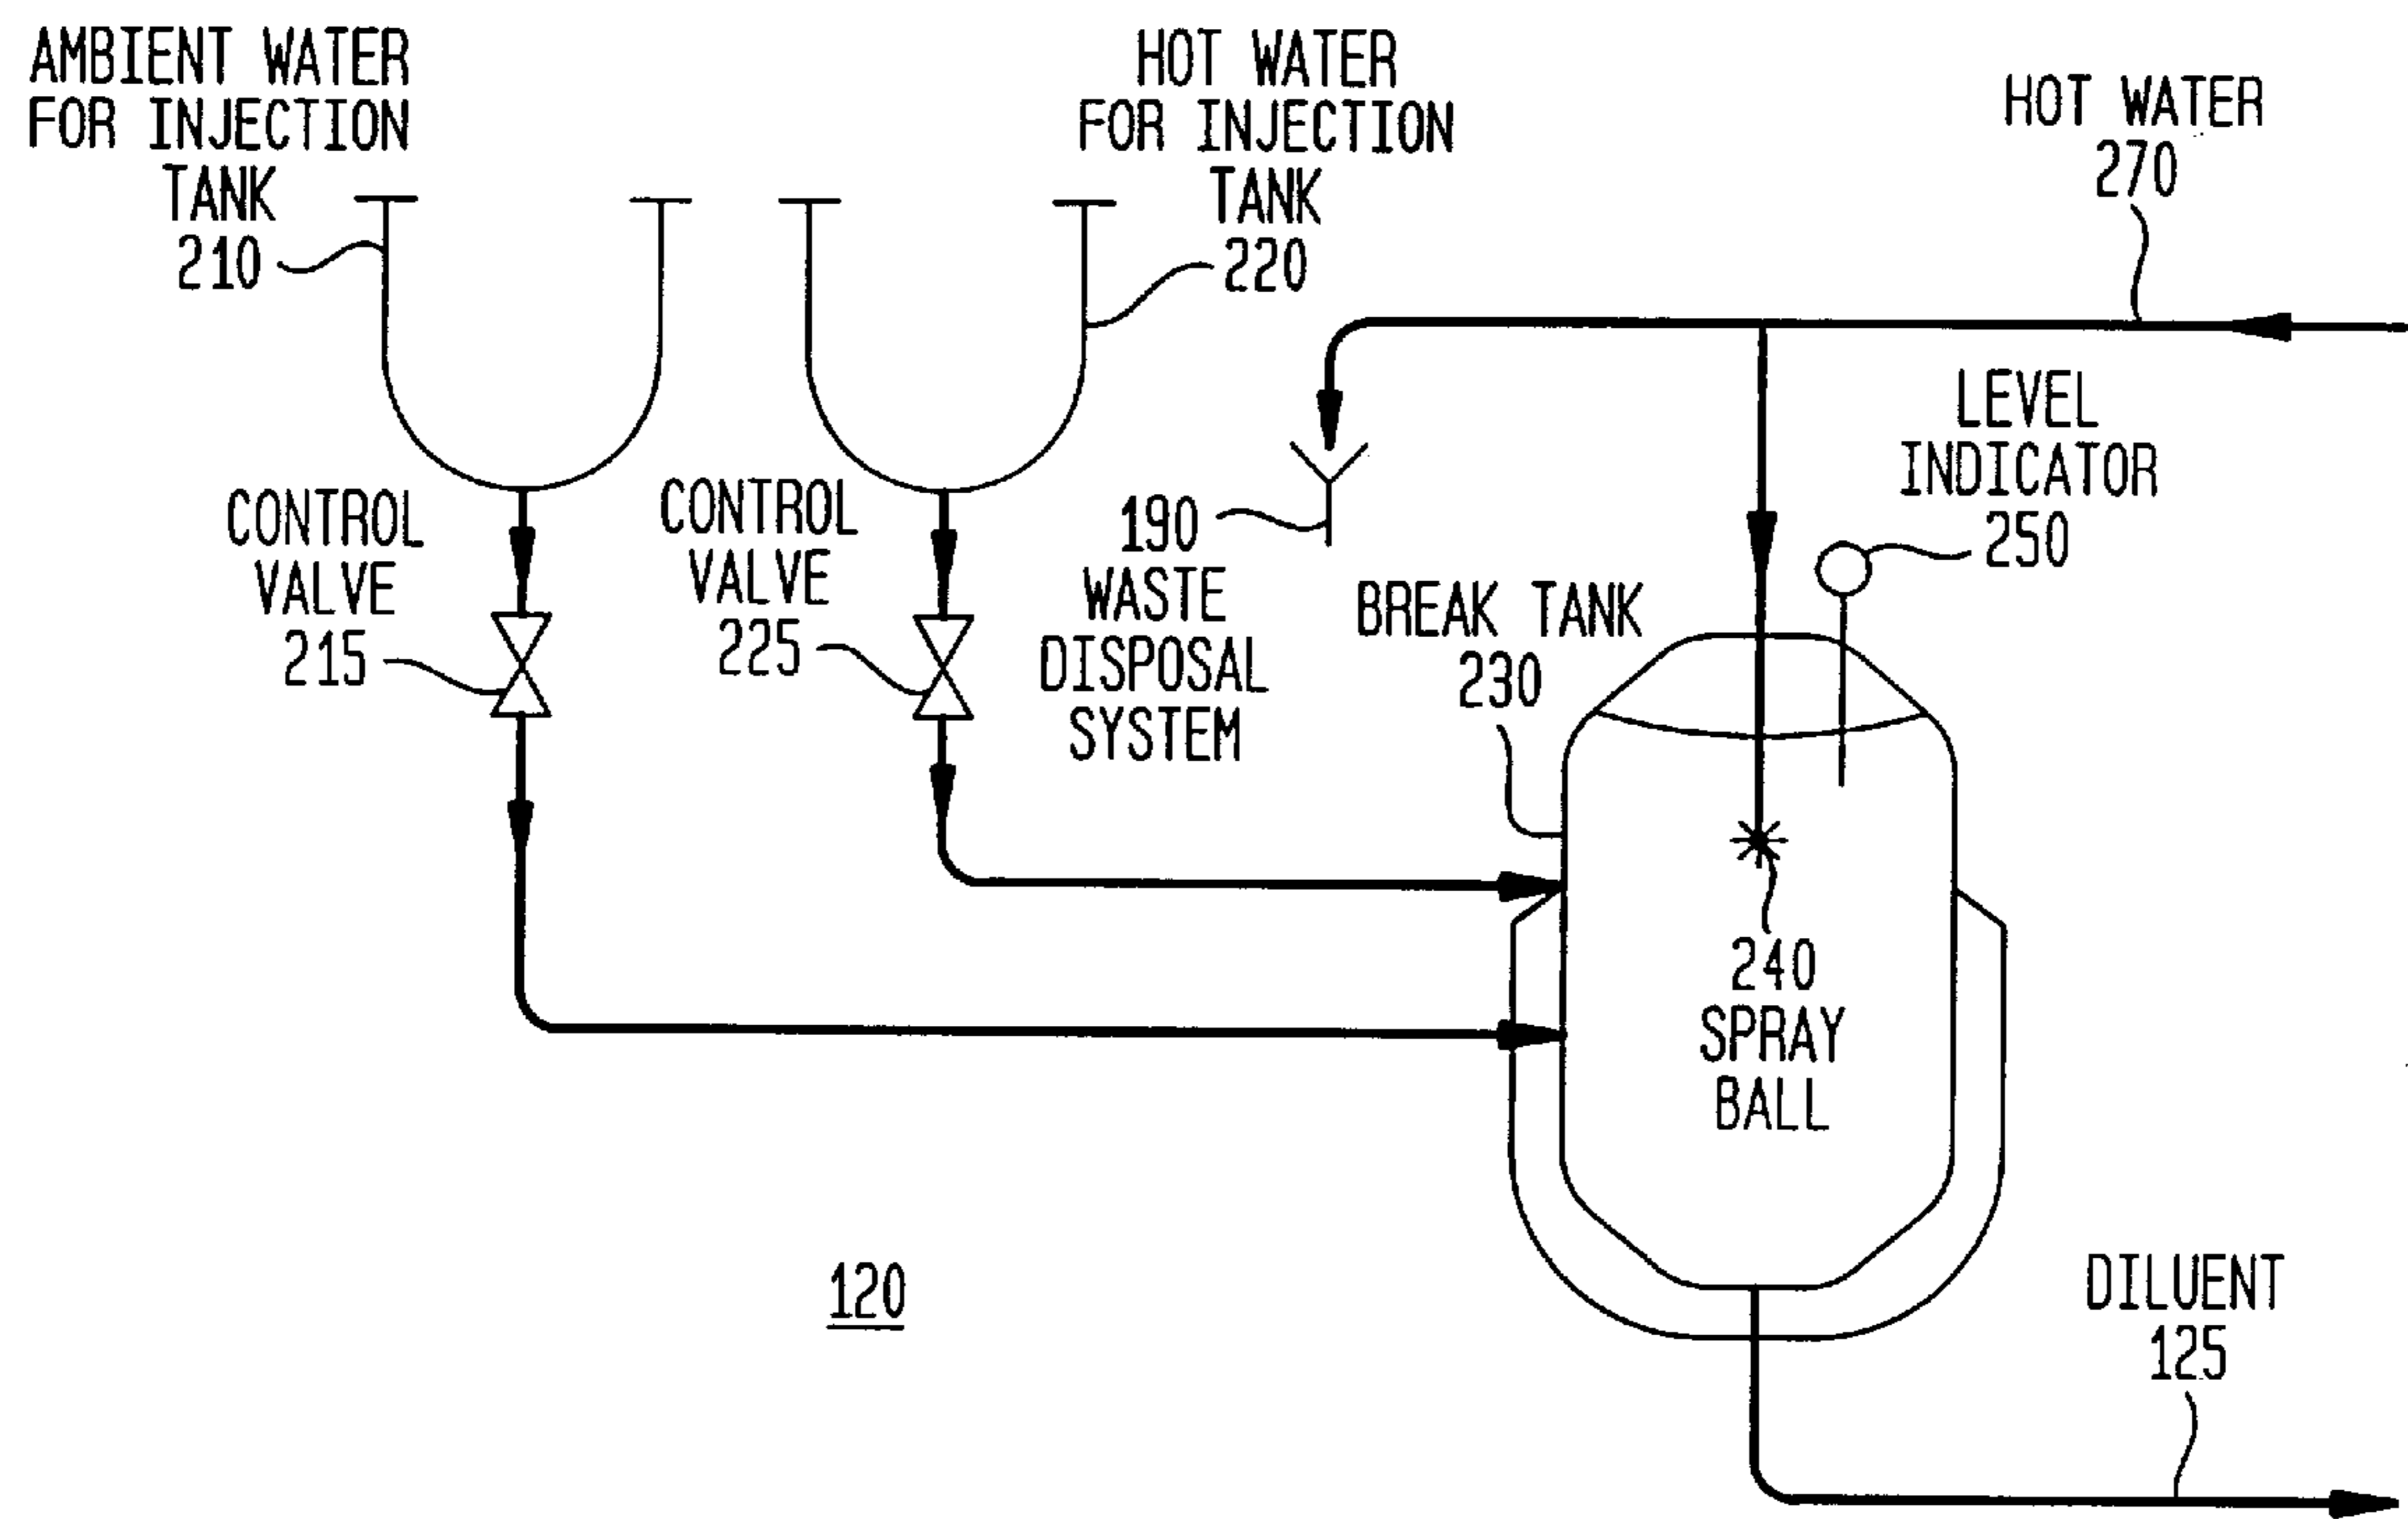 AMBIENT WATER
FOR INJECTION
TANK
210
HOT WATER
FOR INJECTION
TANK
220
HOT WATER
270
LEVEL
INDICATOR
250
CONTROL
VALVE
215
CONTROL
VALVE
225
190
WASTE
DISPOSAL
SYSTEM
BREAK TANK
230
240
SPRAY
BALL
120
DILUENT
125